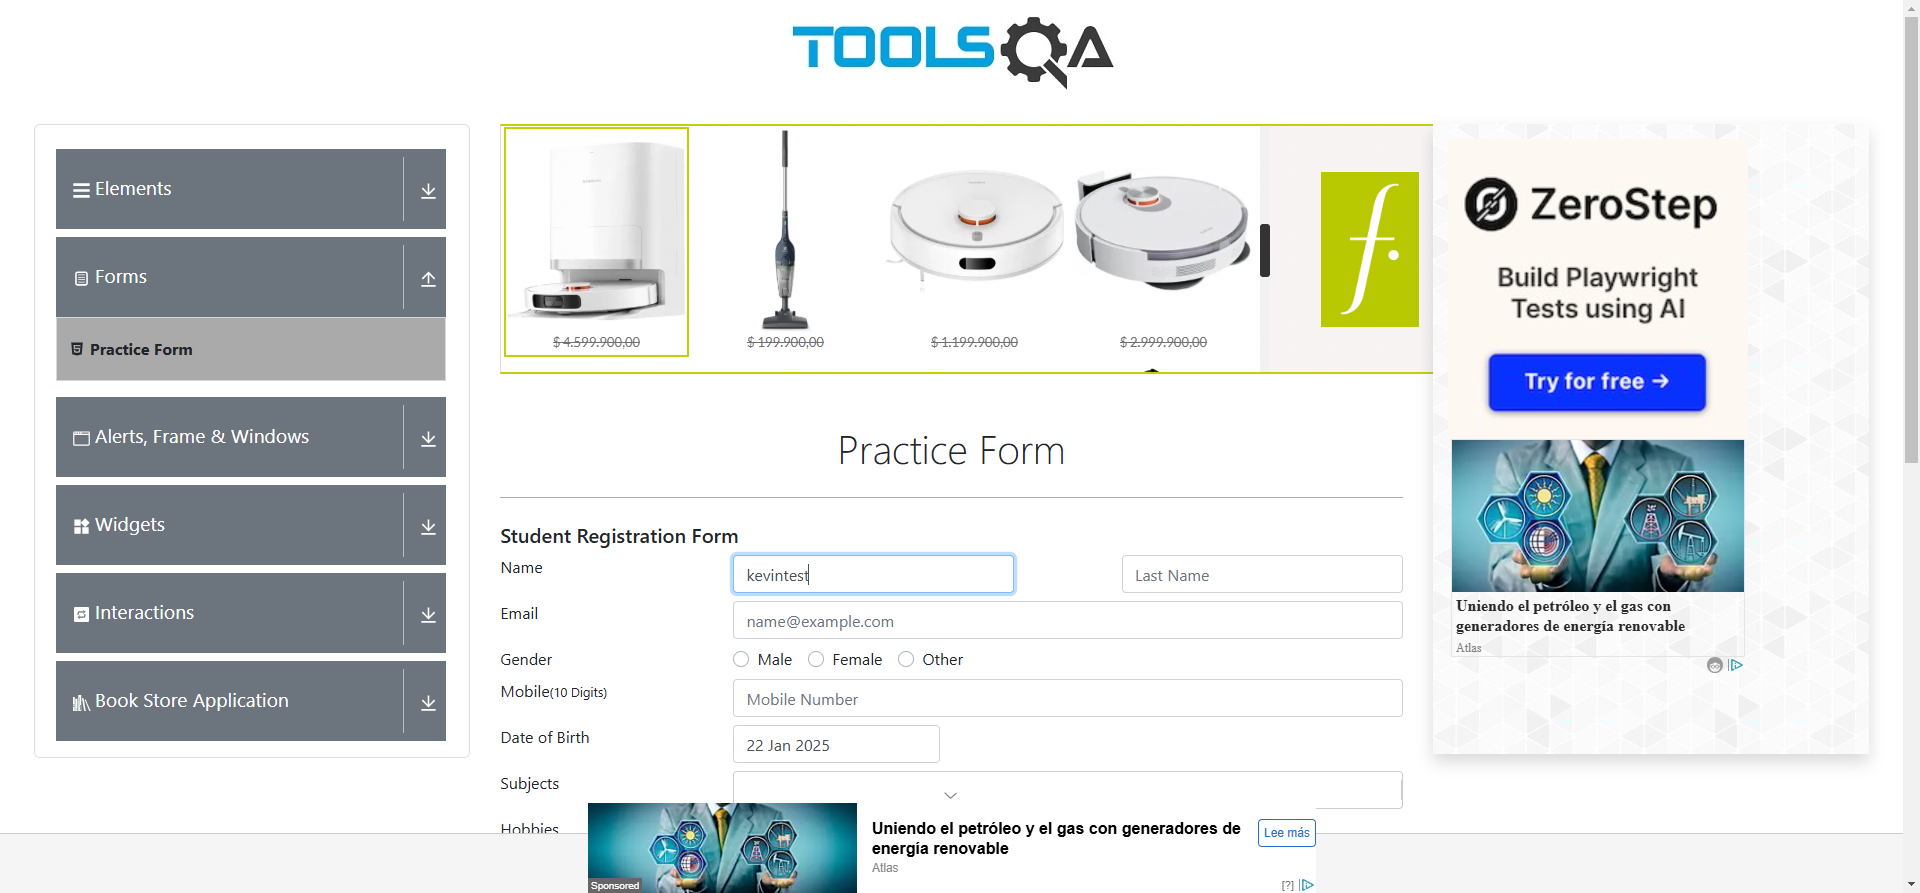 TOOLSQA
Elements
Forms
Practice Form
Alerts, Frame & Windows
Widgets
Interactions
Book Store Application
$ 4.599.900,00
$ 199.900,00
$ 1.199.900,00
$ 2.999.900,00
f.
Practice Form
Student Registration Form
Name
kevintest
Last Name
Email
name@example.com
Gender
Male
Female
Other
Mobile(10 Digits)
Mobile Number
Date of Birth
22 Jan 2025
Subjects
Hobbies
ZeroStep
Build Playwright
Tests using AI
Try for free →
Uniendo el petróleo y el gas con
generadores de energía renovable
Atlas
Sponsored
Uniendo el petróleo y el gas con generadores de
energía renovable
Atlas
Lee más
[?]